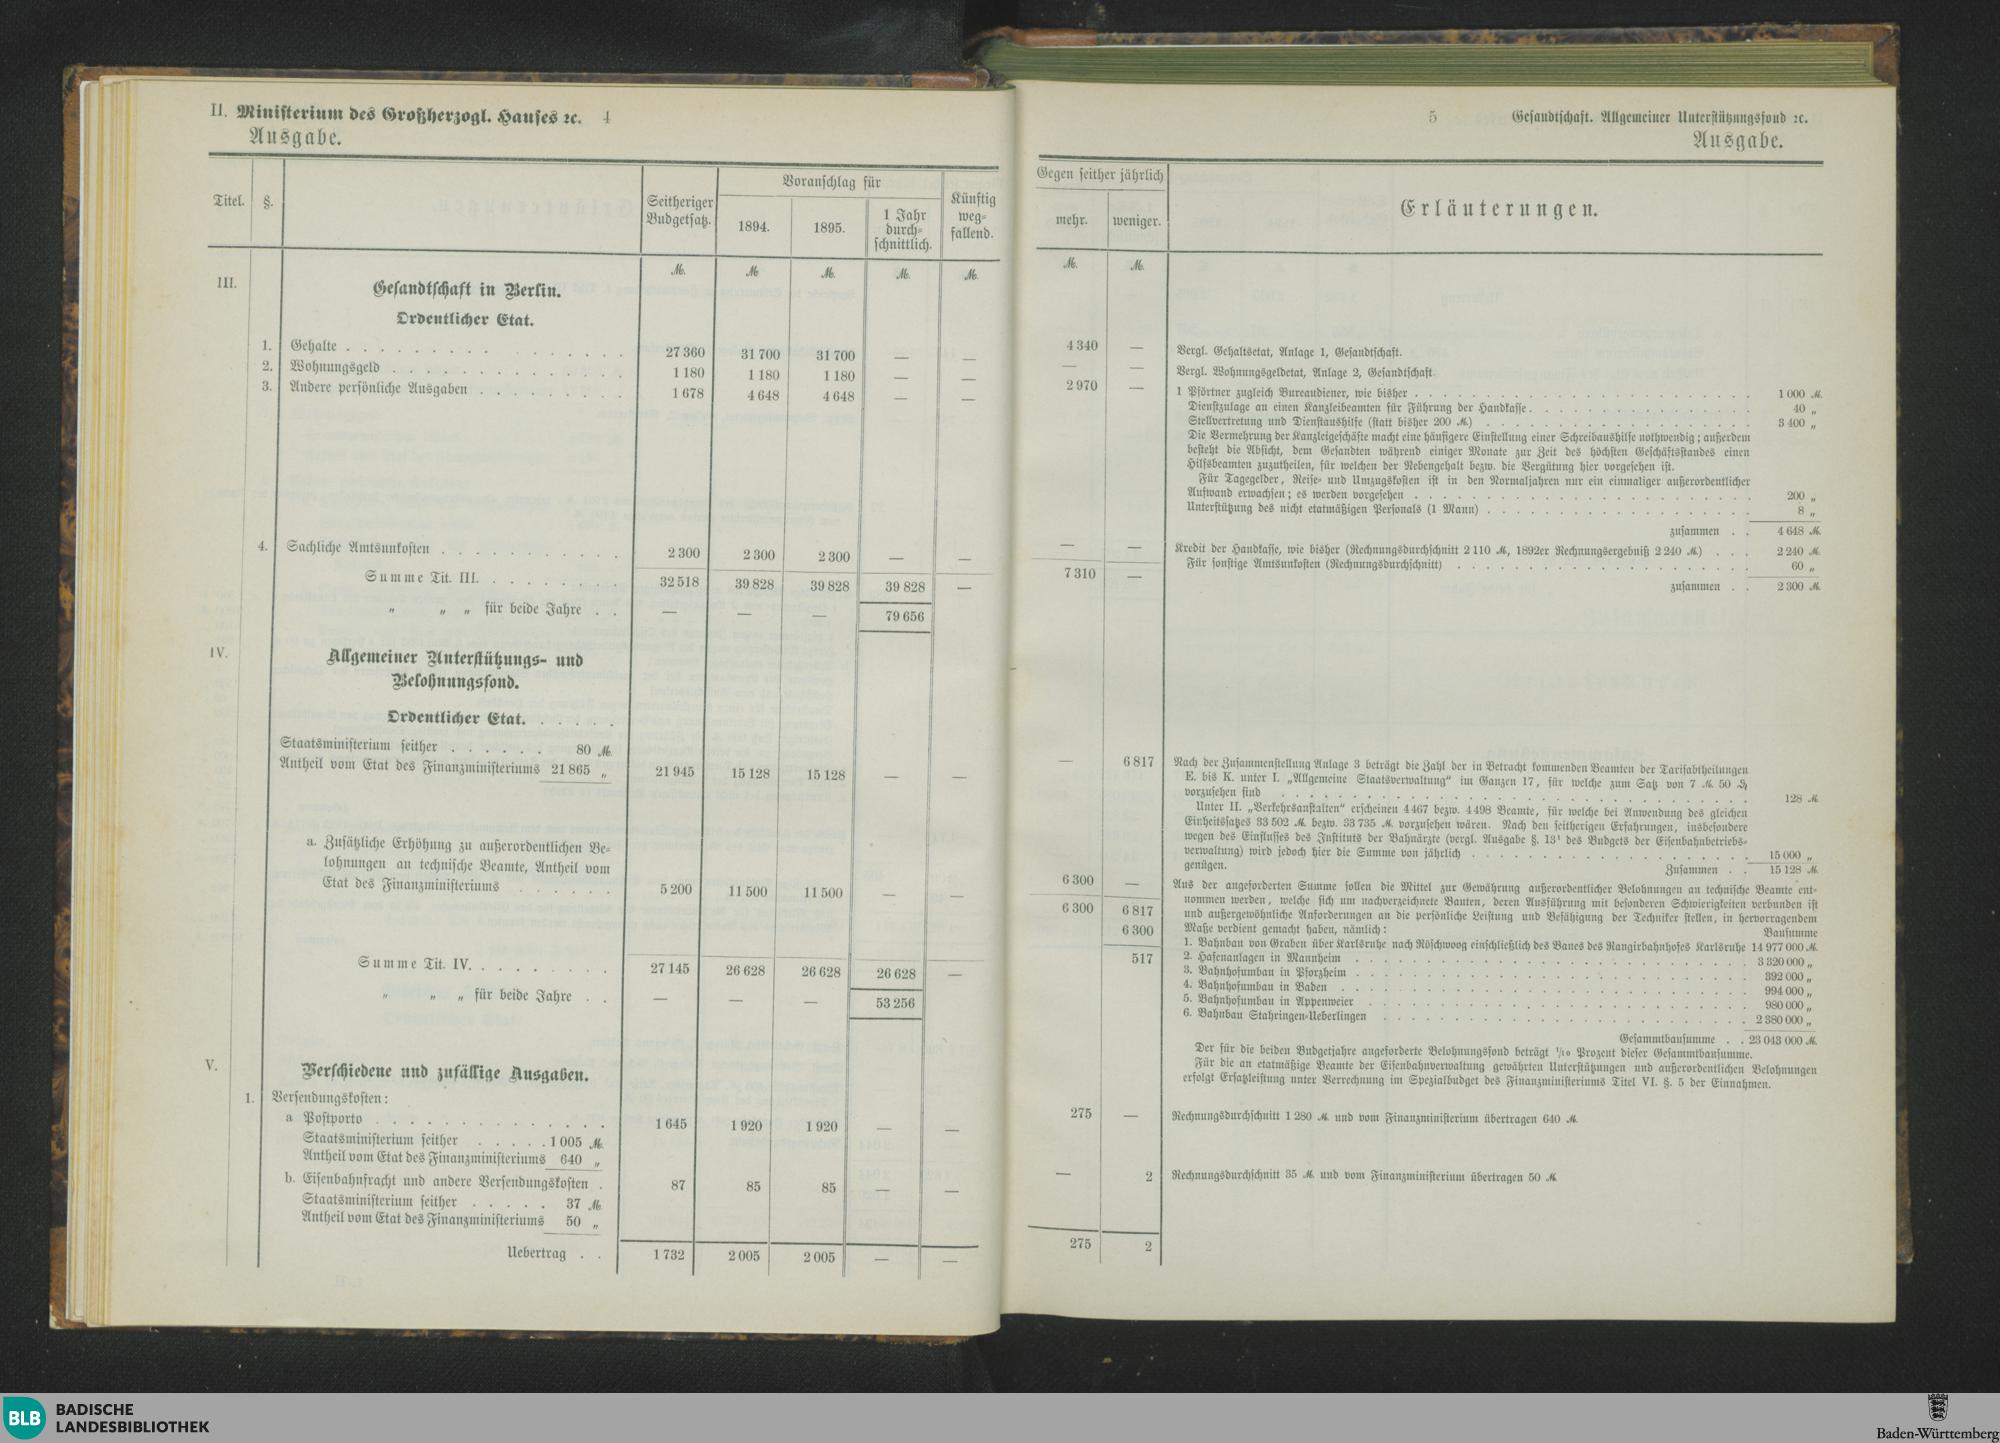 II. Ministerium des Großherzogl. Hauses ꝛc. 4
Ausgabe.
Titel. §. Seitheriger Budgetsatz. Voranschlag für 1894. 1895. 1 Jahr durch-schnittlich. Künftig weg-fallend.
ℳ. ℳ ℳ. ℳ. ℳ.
III. Gesandtschaft in Berlin.
Ordentlicher Etat.
1. Gehalte . . . 27 360 31 700 31 700 — —
2. Wohnungsgeld . . . 1 180 1 180 1 180 — —
3. Andere persönliche Ausgaben . . . 1 678 4 648 4 648 — —
4. Sachliche Amtsunkosten . . . 2 300 2 300 2 300 — —
Summe Tit. III. . . . 32 518 39 828 39 828 39 828 —
„ „ „ für beide Jahre . . — — — 79 656
IV. Allgemeiner Unterstützungs- und
Belohnungsfond.
Ordentlicher Etat. . . . . .
Staatsministerium seither . . . . . . 80 ℳ.
Antheil vom Etat des Finanzministeriums 21 865 „ 21 945 15 128 15 128 — —
a. Zusätzliche Erhöhung zu außerordentlichen Be-
lohnungen an technische Beamte, Antheil vom
Etat des Finanzministeriums . . . . . . 5 200 11 500 11 500 — —
Summe Tit. IV. . . . 27 145 26 628 26 628 26 628 —
„ „ „ für beide Jahre . . — — — 53 256
V. Verschiedene und zufällige Ausgaben.
1. Versendungskosten:
a Postporto . . . 1 645 1 920 1 920 — —
Staatsministerium seither . . . . . 1 005 ℳ.
Antheil vom Etat des Finanzministeriums 640 „
b. Eisenbahnfracht und andere Versendungskosten . 87 85 85 — —
Staatsministerium seither . . . . . 37 ℳ.
Antheil vom Etat des Finanzministeriums 50 „
Uebertrag . . 1 732 2 005 2 005 — —
5 Gesandtschaft. Allgemeiner Unterstützungsfond ꝛc.
Ausgabe.
Gegen seither jährlich mehr. weniger. Erläuterungen.
ℳ. ℳ.
4 340 — Vergl. Gehaltsetat, Anlage 1, Gesandtschaft.
— — Vergl. Wohnungsgeldetat, Anlage 2, Gesandtschaft
2 970 — 1 Pförtner zugleich Bureaudiener, wie bisher . . . 1 000 ℳ.
Dienstzulage an einen Kanzleibeamten für Führung der Handkasse . . . 40 „
Stellvertretung und Dienstaushilfe (statt bisher 200 ℳ.) . . . 3 400 „
Die Vermehrung der Kanzleigeschäfte macht eine häufigere Einstellung einer Schreibaushilfe nothwendig; außerdem
besteht die Absicht, dem Gesandten während einiger Monate zur Zeit des höchsten Geschäftsstandes einen
Hilfsbeamten zuzutheilen, für welchen der Nebengehalt bezw. die Vergütung hier vorgesehen ist.
Für Tagegelder, Reise- und Umzugskosten ist in den Normaljahren nur ein einmaliger außerordentlicher
Aufwand erwachsen; es werden vorgesehen . . . 200 „
Unterstützung des nicht etatmäßigen Personals (1 Mann) . . . 8 „
zusammen . . 4 648 ℳ.
— — Kredit der Handkasse, wie bisher (Rechnungsdurchschnitt 2 110 ℳ, 1892er Rechnungsergebniß 2 240 ℳ) . . . 2 240 ℳ.
Für sonstige Amtsunkosten (Rechnungsdurchschnitt) . . . 60 „
7 310 — zusammen . . 2 300 ℳ.
— 6 817 Nach der Zusammenstellung Anlage 3 beträgt die Zahl der in Betracht kommenden Beamten der Tarifabtheilungen
E. bis K. unter I. „Allgemeine Staatsverwaltung“ im Ganzen 17, für welche zum Satz von 7 ℳ. 50 ₰
vorzusehen sind . . . 128 ℳ.
Unter II. „Verkehrsanstalten“ erscheinen 4 467 bezw. 4 498 Beamte, für welche bei Anwendung des gleichen
Einheitssatzes 33 502 ℳ. bezw. 33 735 ℳ. vorzusehen wären. Nach den seitherigen Erfahrungen, insbesondere
wegen des Einflusses des Instituts der Bahnärzte (vergl. Ausgabe §. 13¹ des Budgets der Eisenbahnbetriebs-
verwaltung) wird jedoch hier die Summe von jährlich . . . 15 000 „
genügen. Zusammen . . 15 128 ℳ.
6 300 — Aus der angeforderten Summe sollen die Mittel zur Gewährung außerordentlicher Belohnungen an technische Beamte ent-
nommen werden, welche sich um nachverzeichnete Bauten, deren Ausführung mit besonderen Schwierigkeiten verbunden ist
6 300 6 817 und außergewöhnliche Anforderungen an die persönliche Leistung und Befähigung der Techniker stellen, in hervorragendem
6 300 Maße verdient gemacht haben, nämlich: Bausumme
1. Bahnbau von Graben über Karlsruhe nach Röschwoog einschließlich des Baues des Rangirbahnhofes Karlsruhe 14 977 000 ℳ.
517 2. Hafenanlagen in Mannheim . . . 3 320 000 „
3. Bahnhofumbau in Pforzheim . . . 392 000 „
4. Bahnhofumbau in Baden . . . 994 000 „
5. Bahnhofumbau in Appenweier . . . 980 000 „
6. Bahnbau Stahringen-Ueberlingen . . . 2 380 000 „
Gesammtbausumme . . 23 043 000 ℳ.
Der für die beiden Budgetjahre angeforderte Belohnungsfond beträgt 1/10 Prozent dieser Gesammtbausumme.
Für die an etatmäßige Beamte der Eisenbahnverwaltung gewährten Unterstützungen und außerordentlichen Belohnungen
erfolgt Ersatzleistung unter Verrechnung im Spezialbudget des Finanzministeriums Titel VI. §. 5 der Einnahmen.
275 — Rechnungsdurchschnitt 1 280 ℳ. und vom Finanzministerium übertragen 640 ℳ.
— 2 Rechnungsdurchschnitt 35 ℳ. und vom Finanzministerium übertragen 50 ℳ.
275 2
BLB BADISCHE
LANDESBIBLIOTHEK
Baden-Württemberg